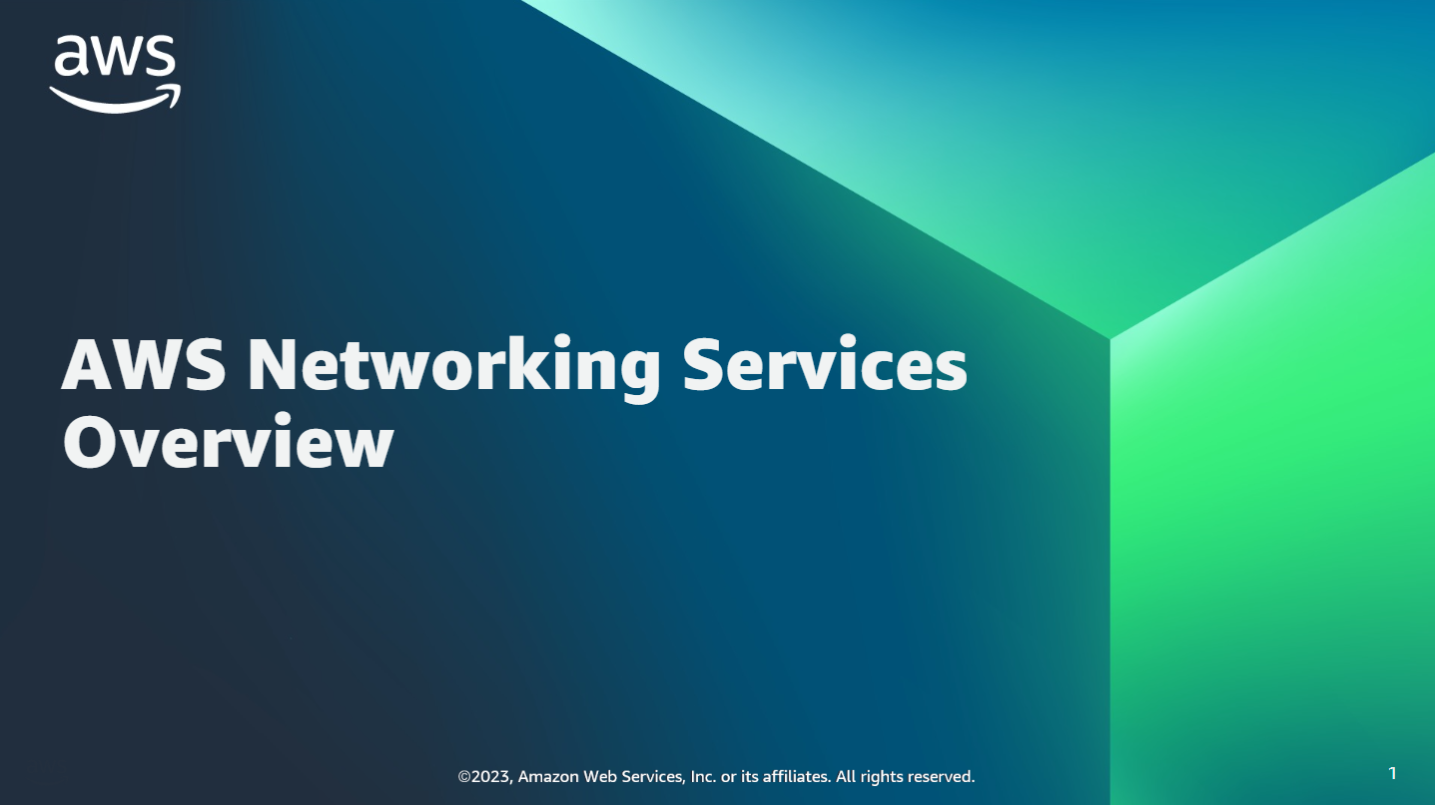 aws
AWS Networking Services
Overview
©2023, Amazon Web Services, Inc. or its affiliates. All rights reserved.
1